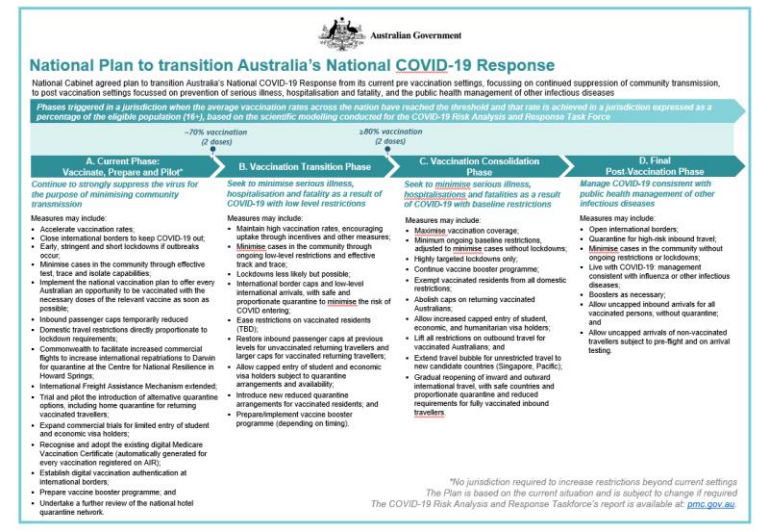 Australian Government
National Plan to transition Australia's National COVID-19 Response
National Cabinet agreed plan to transition Australia's National COVID-19 Response from its current pre vaccination settings, focussing on continued suppression of community transmission,
to post vaccination settings focussed on prevention of serious illness, hospitalisation and fatality, and the public health management of other infectious diseases
Phases triggered in a jurisdiction when the average vaccination rates across the nation have reached the threshold and that rate is achieved in a jurisdiction expressed as a
percentage of the eligible population (16+), based on the scientific modelling conducted for the COVID Risk Analysis and Response Task Force
~70% vaccination
(2 doses)
≥80% vaccination
(2 doses)
A. Current Phase:
Vaccinate, Prepare and Pilot*
Continue to strongly suppress the virus for
the purpose of minimising community
transmission
Measures may include:
• Accelerate vaccination rates;
• Close international borders to keep COVID-19 out;
• Early, stringent and short lockdowns if outbreaks
occur;
• Minimise cases in the community through effective
test, trace and isolate capabilities;
• Implement the national vaccination plan to offer every
Australian an opportunity to be vaccinated with the
necessary doses of the relevant vaccine as soon as
possible;
• Inbound passenger caps temporarily reduced
• Domestic travel restrictions directly proportionate to
lockdown requirements;
• Commonwealth to facilitate increased commercial
flights to increase international repatriations to Darwin
for quarantine at the Centre for National Resilience in
Howard Springs;
• International Freight Assistance Mechanism extended;
• Trial and pilot the introduction of alternative quarantine
options, including home quarantine for returning
vaccinated travellers;
• Expand commercial trials for limited entry of student
and economic visa holders;
• Recognise and adopt the existing digital Medicare
Vaccination Certificate (automatically generated for
every vaccination registered on AIR);
• Establish digital vaccination authentication at
international borders;
• Prepare vaccine booster programme; and
• Undertake a further review of the national hotel
quarantine network.
B. Vaccination Transition Phase
Seek to minimise serious illness,
hospitalisation and fatality as a result of
COVID-19 with low level restrictions
Measures may include:
• Maintain high vaccination rates, encouraging
uptake through incentives and other measures;
• Minimise cases in the community through
ongoing low-level restrictions and effective
track and trace;
• Lockdowns less likely but possible;
• International border caps and low-level
international arrivals, with safe and
proportionate quarantine to minimise the risk of
COVID entering;
• Ease restrictions on vaccinated residents
(TBD);
• Restore inbound passenger caps at previous
levels for unvaccinated returning travellers and
larger caps for vaccinated returning travellers;
• Allow capped entry of student and economic
visa holders subject to quarantine
arrangements and availability;
• Introduce new reduced quarantine
arrangements for vaccinated residents; and
• Prepare/implement vaccine booster
programme (depending on timing).
C. Vaccination Consolidation
Phase
Seek to minimise serious illness,
hospitalisations and fatalities as a result
of COVID-19 with baseline restrictions
Measures may include:
• Maximise vaccination coverage;
• Minimum ongoing baseline restrictions,
adjusted to minimise cases without lockdowns;
• Highly targeted lockdowns only;
• Continue vaccine booster programme;
• Exempt vaccinated residents from all domestic
restrictions;
• Abolish caps on returning vaccinated
Australians;
• Allow increased capped entry of student,
economic, and humanitarian visa holders;
• Lift all restrictions on outbound travel for
vaccinated Australians; and
• Extend travel bubble for unrestricted travel to
new candidate countries (Singapore, Pacific);
• Gradual reopening of inward and outward
international travel, with safe countries and
proportionate quarantine and reduced
requirements for fully vaccinated inbound
travellers.
D. Final
Post-Vaccination Phase
Manage COVID-19 consistent with
public health management of other
infectious diseases
Measures may include:
• Open international borders;
• Quarantine for high-risk inbound travel;
• Minimise cases in the community without
ongoing restrictions or lockdowns;
• Live with COVID-19: management
consistent with influenza or other infectious
diseases;
• Boosters as necessary;
• Allow uncapped inbound arrivals for all
vaccinated persons, without quarantine;
and
• Allow uncapped arrivals of non-vaccinated
travellers subject to pre-flight and on arrival
testing.
*No jurisdiction required to increase restrictions beyond current settings
The Plan is based on the current situation and is subject to change if required
The COVID-19 Risk Analysis and Response Taskforce's report is available at: pmc.gov.au.